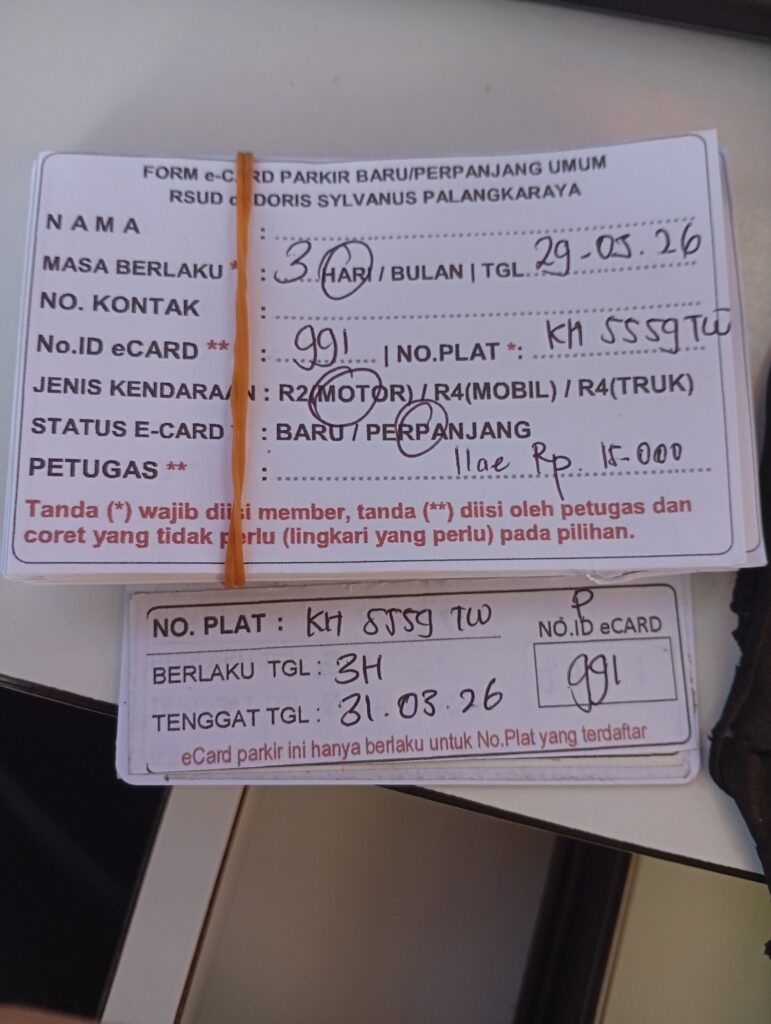 FORM e-CARD PARKIR BARU/PERPANJANG UMUM
RSUD d DORIS SYLVANUS PALANGKARAYA
NAMA :
MASA BERLAKU * : 3 HARI / BULAN | TGL. 29-03.26
NO. KONTAK :
No.ID eCARD ** : 991 | NO.PLAT *: KH 5559 TW
JENIS KENDARAAN : R2(MOTOR) / R4(MOBIL) / R4(TRUK)
STATUS E-CARD : BARU / PERPANJANG
PETUGAS ** : Rp. 15-000
Tanda (*) wajib diisi member, tanda (**) diisi oleh petugas dan
coret yang tidak perlu (lingkari yang perlu) pada pilihan.
NO. PLAT : KH 5559 TW
P
NO.ID eCARD
991
BERLAKU TGL : 3H
TENGGAT TGL : 31.03.26
eCard parkir ini hanya berlaku untuk No.Plat yang terdaftar